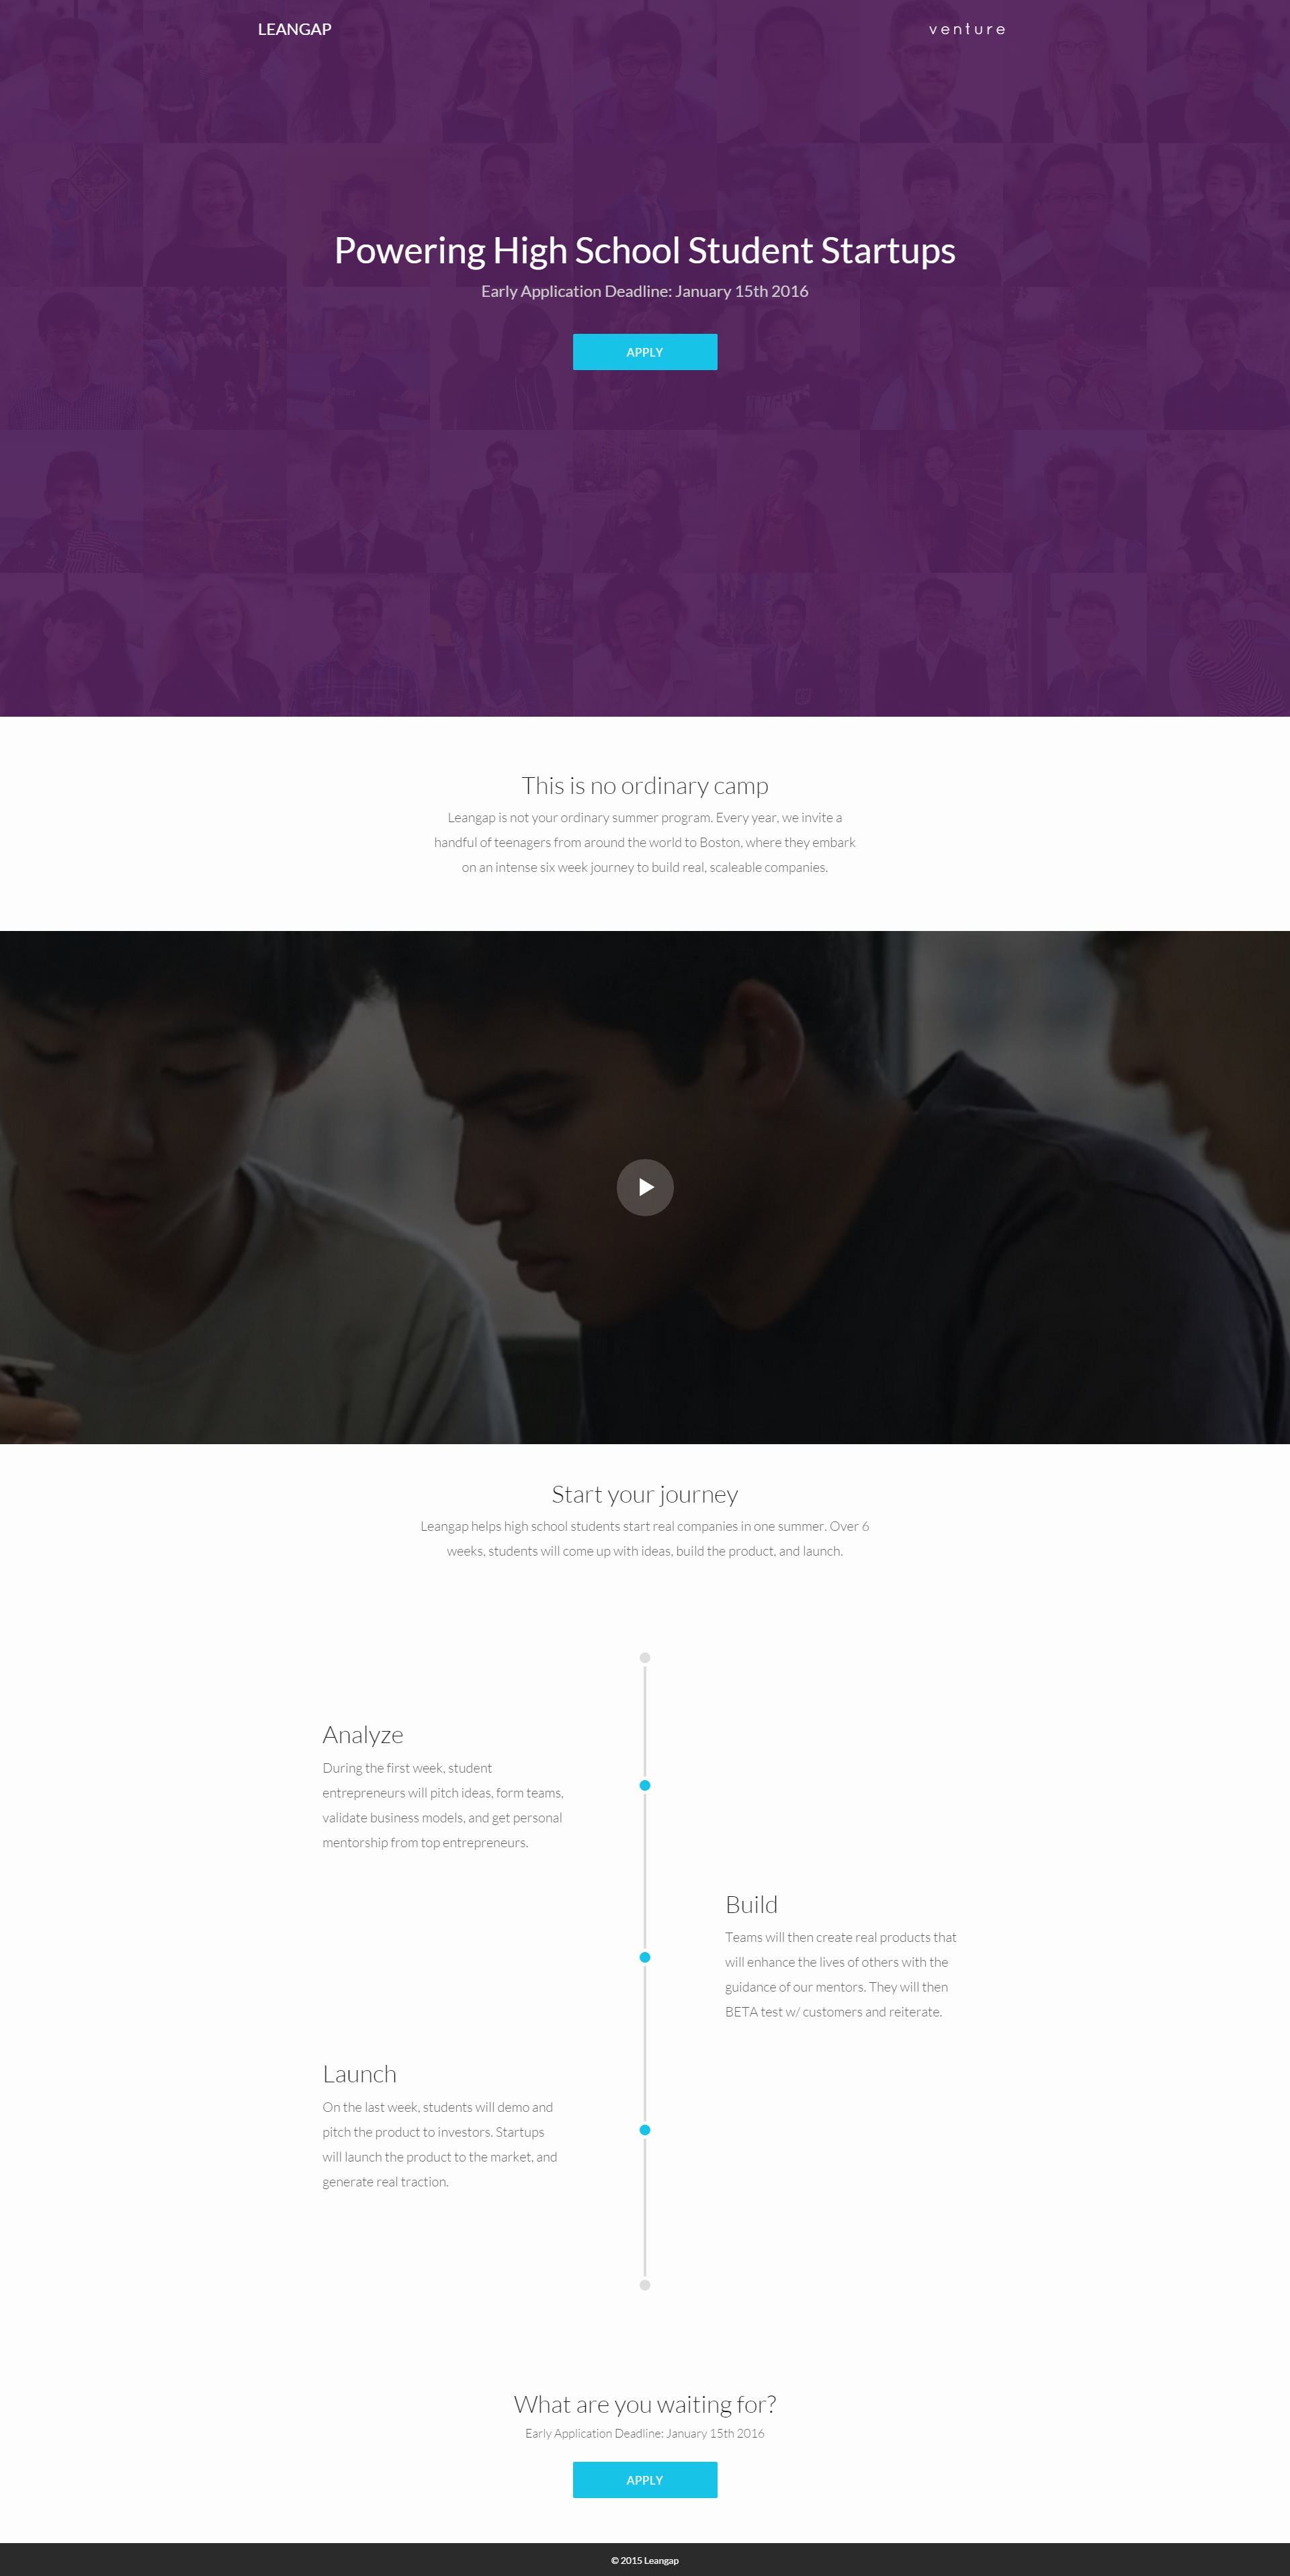 LEANGAP
venture
Powering High School Student Startups
Early Application Deadline: January 15th 2016
APPLY
This is no ordinary camp
Leangap is not your ordinary summer program. Every year, we invite a
handful of teenagers from around the world to Boston, where they embark
on an intense six week journey to build real, scaleable companies.
Start your journey
Leangap helps high school students start real companies in one summer. Over 6
weeks, students will come up with ideas, build the product, and launch.
Analyze
During the first week, student
entrepreneurs will pitch ideas, form teams,
validate business models, and get personal
mentorship from top entrepreneurs.
Build
Teams will then create real products that
will enhance the lives of others with the
guidance of our mentors. They will then
BETA test w/ customers and reiterate.
Launch
On the last week, students will demo and
pitch the product to investors. Startups
will launch the product to the market, and
generate real traction.
What are you waiting for?
Early Application Deadline: January 15th 2016
APPLY
© 2015 Leangap